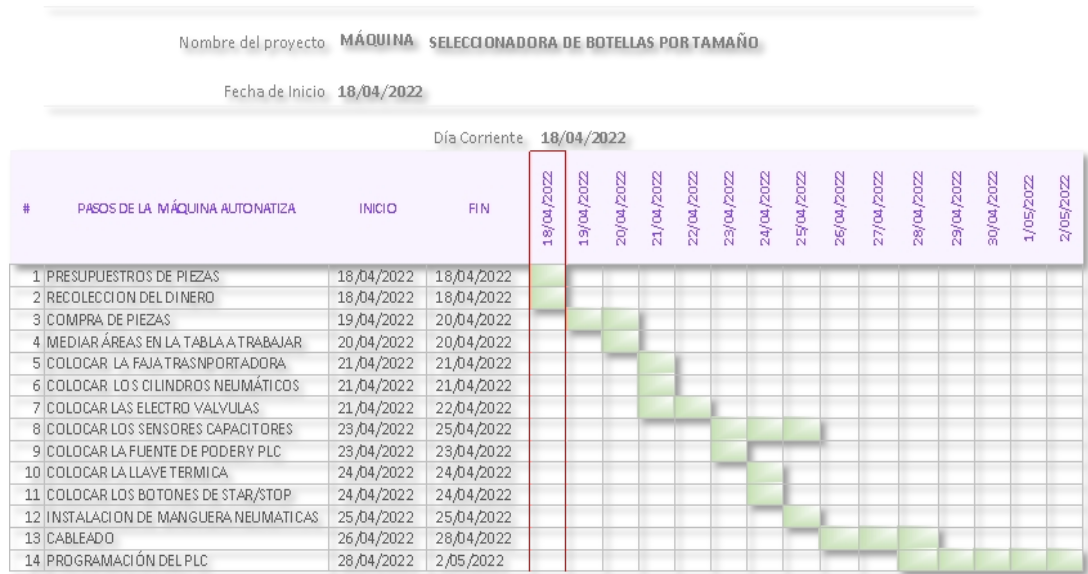 Nombre del proyecto MÁQUINA SELECCIONADORA DE BOTELLAS POR TAMAÑO
Fecha de Inicio 18/04/2022
Día Corriente 18/04/2022
# PASOS DE LA MÁQUINA AUTONATIZA INICIO FIN 18/04/2022 19/04/2022 20/04/2022 21/04/2022 22/04/2022 23/04/2022 24/04/2022 25/04/2022 26/04/2022 27/04/2022 28/04/2022 29/04/2022 30/04/2022 1/05/2022 2/05/2022
1 PRESUPUESTROS DE PIEZAS 18/04/2022 18/04/2022
2 RECOLECCION DEL DINERO 18/04/2022 18/04/2022
3 COMPRA DE PIEZAS 19/04/2022 20/04/2022
4 MEDIAR ÁREAS EN LA TABLA A TRABAJAR 20/04/2022 20/04/2022
5 COLOCAR LA FAJA TRASNPORTADORA 21/04/2022 21/04/2022
6 COLOCAR LOS CILINDROS NEUMÁTICOS 21/04/2022 21/04/2022
7 COLOCAR LAS ELECTRO VALVULAS 21/04/2022 22/04/2022
8 COLOCAR LOS SENSORES CAPACITORES 23/04/2022 25/04/2022
9 COLOCAR LA FUENTE DE PODER Y PLC 23/04/2022 23/04/2022
10 COLOCAR LA LLAVE TERMICA 24/04/2022 24/04/2022
11 COLOCAR LOS BOTONES DE STAR/STOP 24/04/2022 24/04/2022
12 INSTALACION DE MANGUERA NEUMATICAS 25/04/2022 25/04/2022
13 CABLEADO 26/04/2022 28/04/2022
14 PROGRAMACIÓN DEL PLC 28/04/2022 2/05/2022